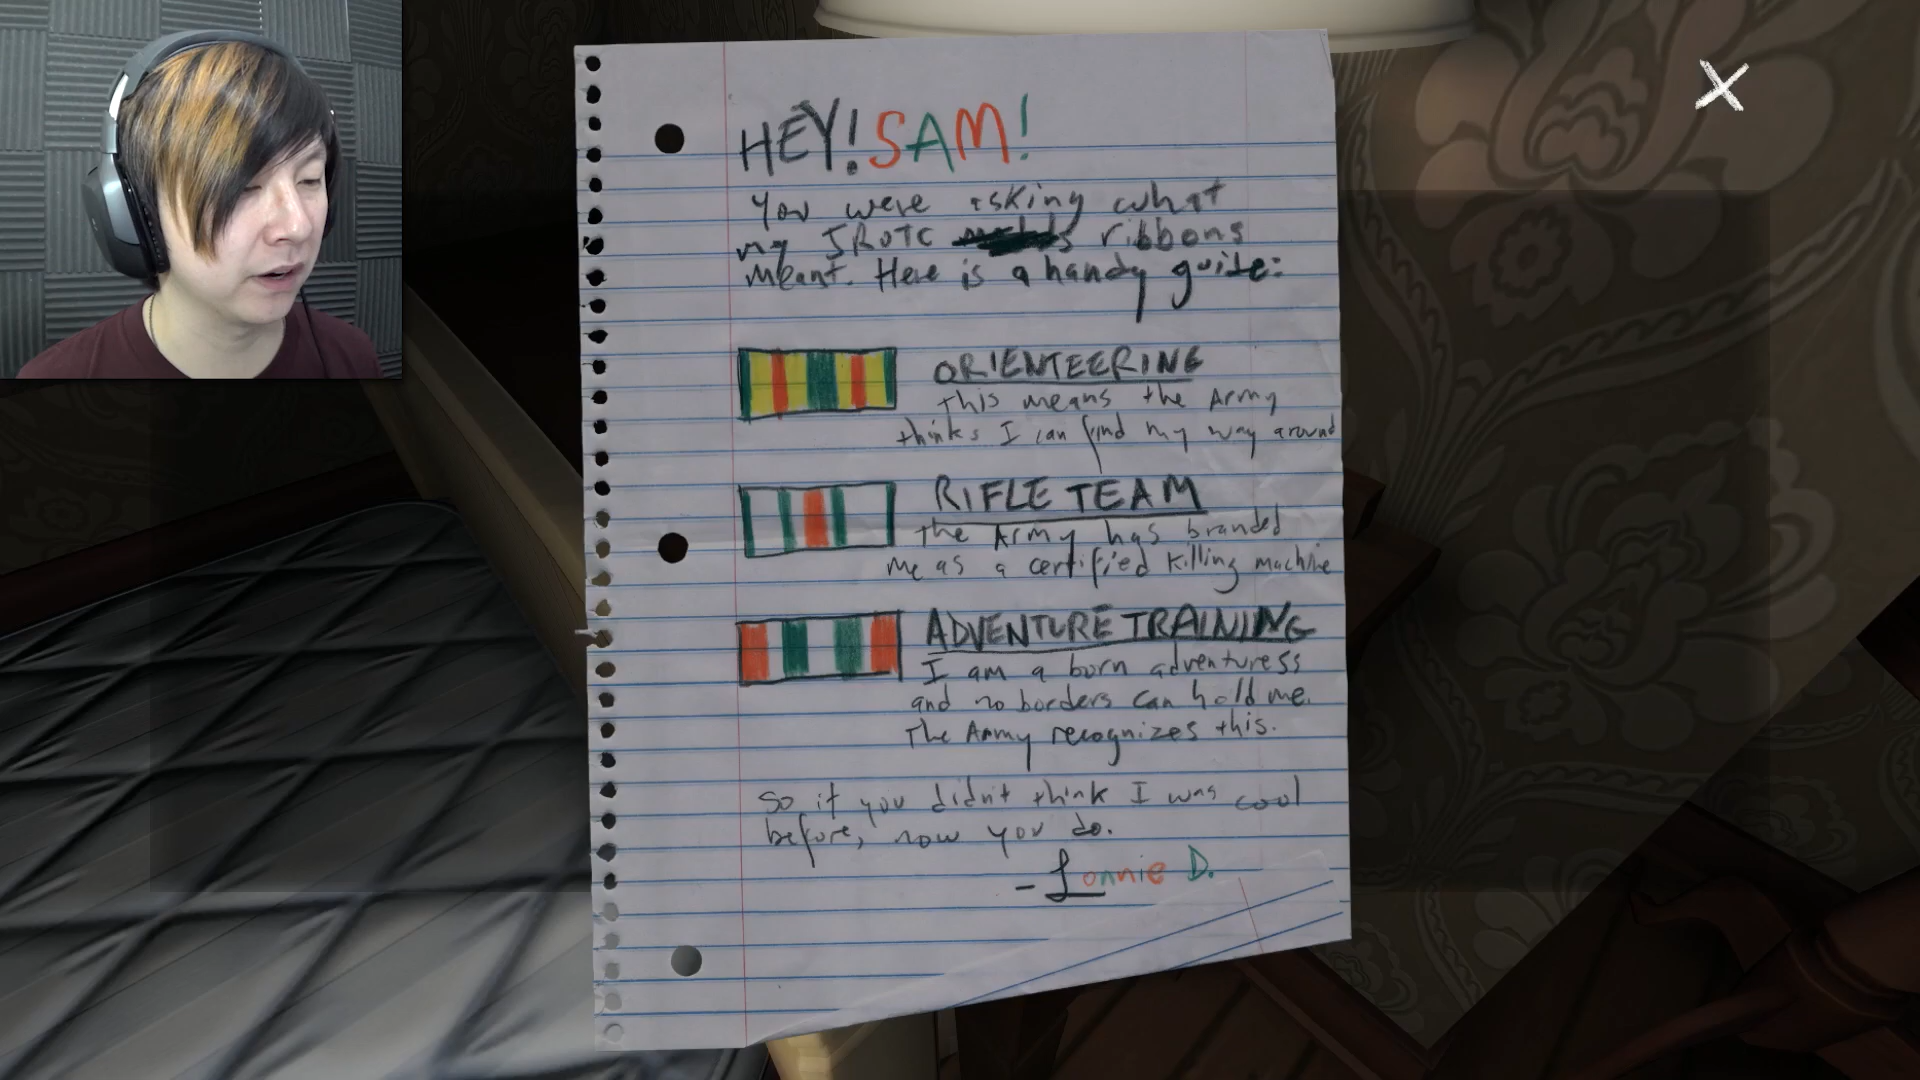 HEY! SAM!
You were asking what
my JROTC ribbons
meant. Here is a handy guide:
ORIENTEERING
this means the Army
thinks I can find my way around
RIFLE TEAM
the Army has branded
me as a certified killing machine
ADVENTURE TRAINING
I am a born adventuress
and no borders can hold me.
The Army recognizes this.
So if you didn't think I was cool
before, now you do.
- Lonnie D.